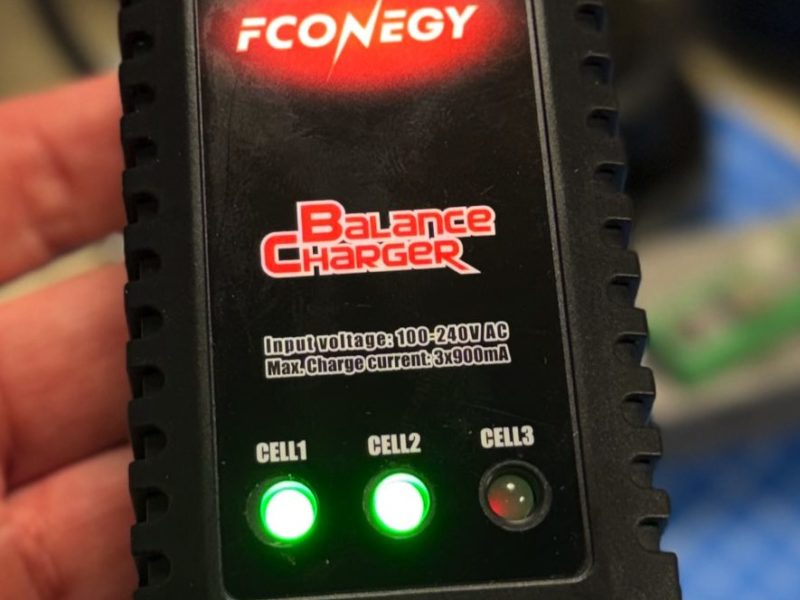 FCONEGY
BALANCE
CHARGER
Input voltage: 100-240V AC
Max. Charge current: 3x900mA
CELL1 CELL2 CELL3